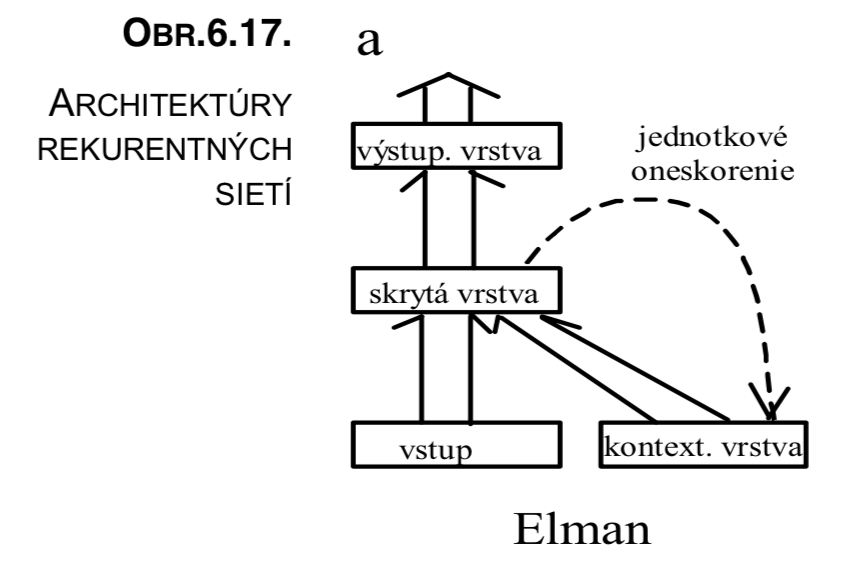 OBR.6.17.
ARCHITEKTÚRY
REKURENTNÝCH
SIETÍ
a
výstup. vrstva
jednotkové
oneskorenie
skrytá vrstva
vstup
kontext. vrstva
Elman